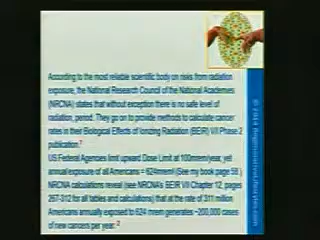 According to the most reliable scientific body on risks from radiation
exposure, the National Research Council of the National Academies
(NRCNA) states that without exception there is no safe level of
radiation, period. They go on to provide methods to calculate cancer
rates in their Biological Effects of Ionizing Radiation (BEIR) VII Phase 2
publication.1
US Federal Agencies limit upward Dose Limit at 100mrem/year, yet
annual exposure of all Americans = 624mrem! (See my book page 58.)
NRCNA calculations reveal (see NRCNA's BEIR VII Chapter 12, pages
267-312 for all tables and calculations) that at the rate of 311 million
Americans annually exposed to 624 mrem generates ~200,000 cases
of new cancers per year.2
© 2014